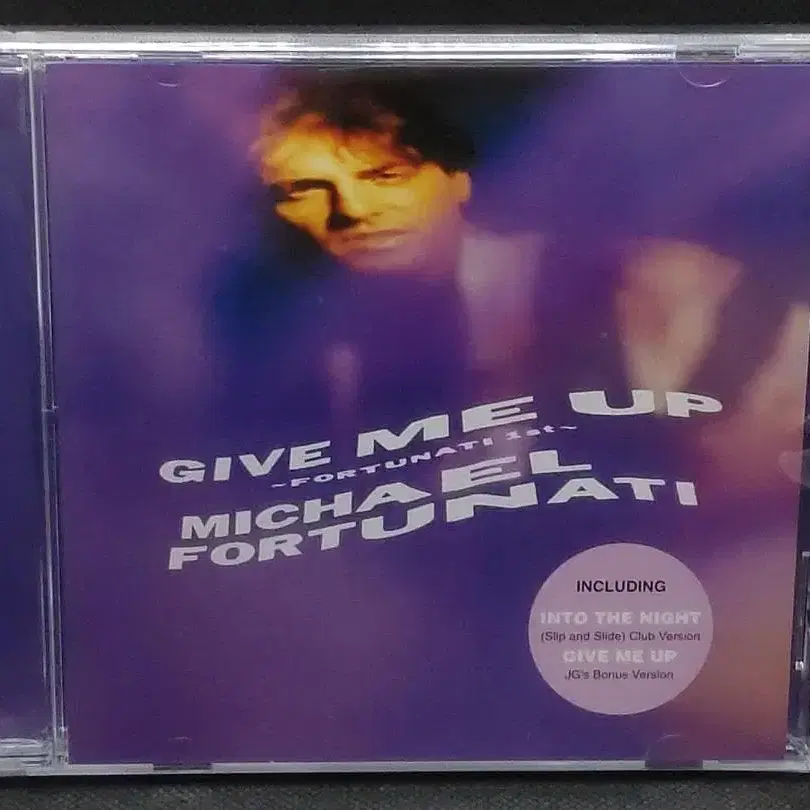 GIVE ME UP
~FORTUNATI 1st~
MICHAEL
FORTUNATI
INCLUDING
INTO THE NIGHT
(Slip and Slide) Club Version
GIVE ME UP
JG's Bonus Version